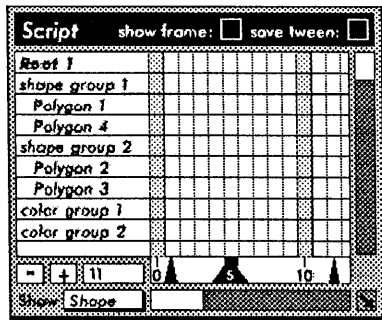 Script show frame: save tween:
Root 1
shape group 1
Polygon 1
Polygon 4
shape group 2
Polygon 2
Polygon 3
color group 1
color group 2
- + 11 0 5 10
Show Shape